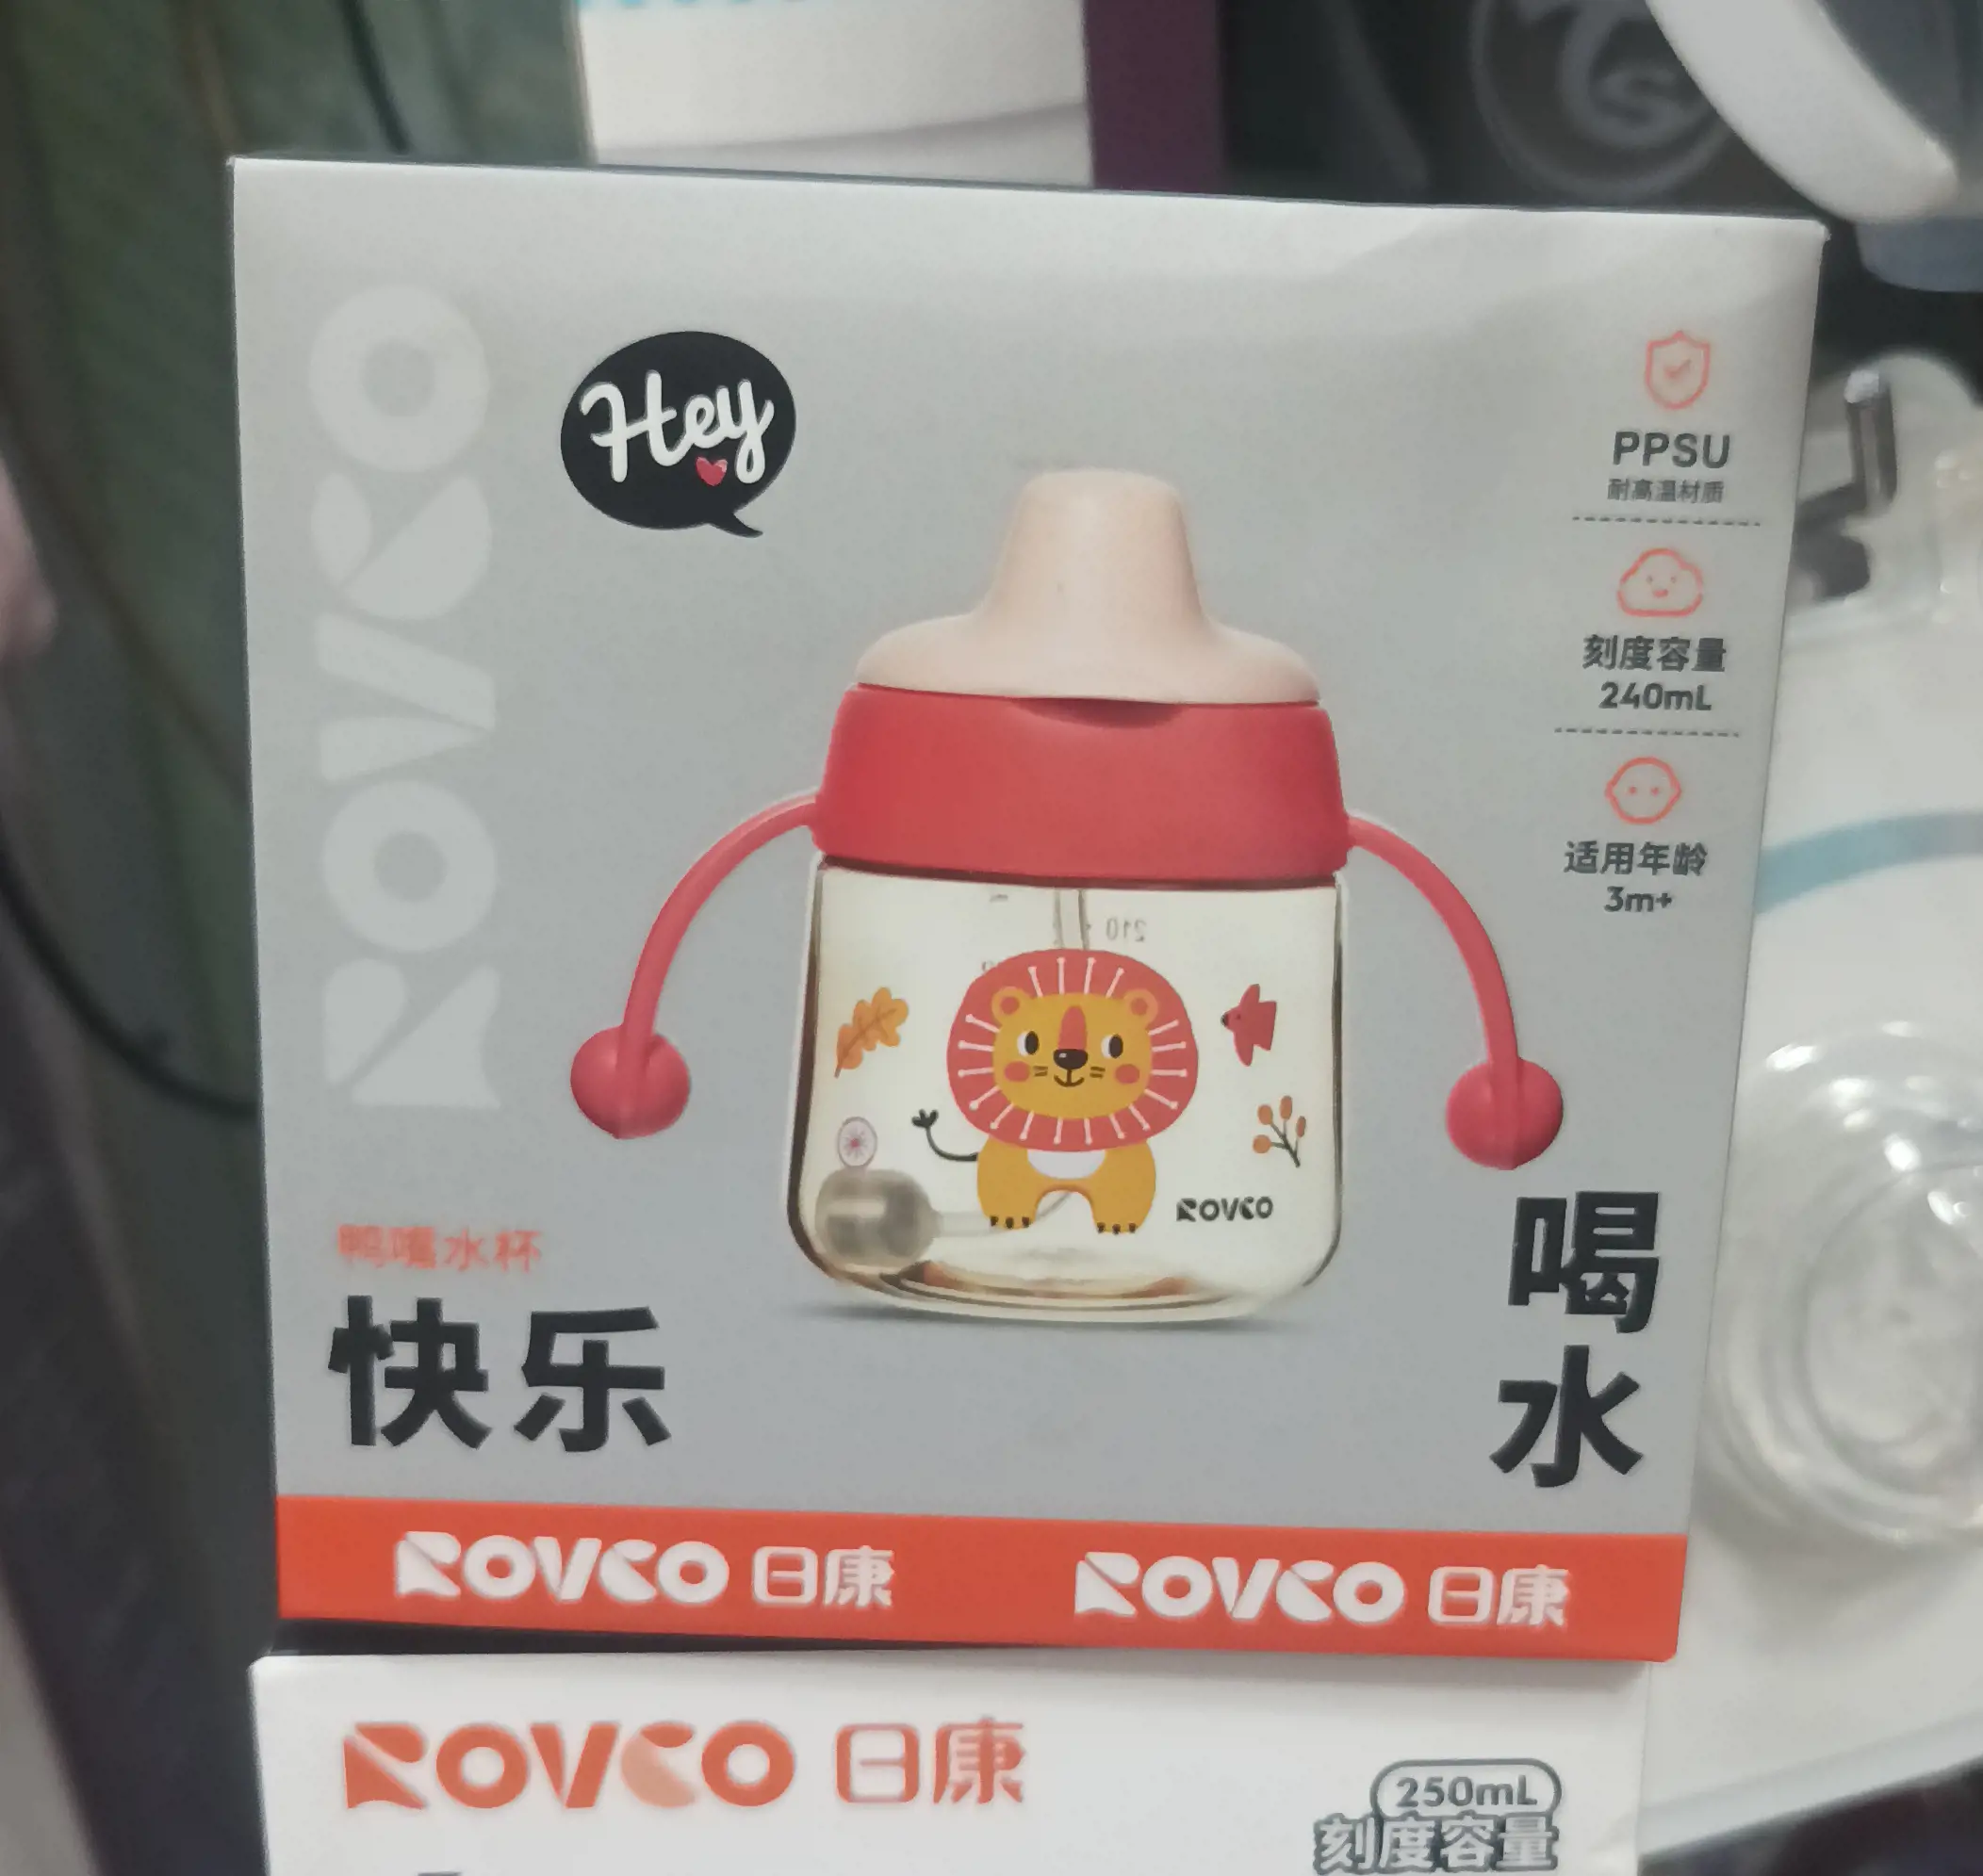 ROVCO
Hey
PPSU
耐高温材质
刻度容量
240mL
适用年龄
3m+
210
ROVCO
鸭嘴水杯
快乐
喝
水
ROVCO 日康
ROVCO 日康
ROVCO 日康
250mL
刻度容量